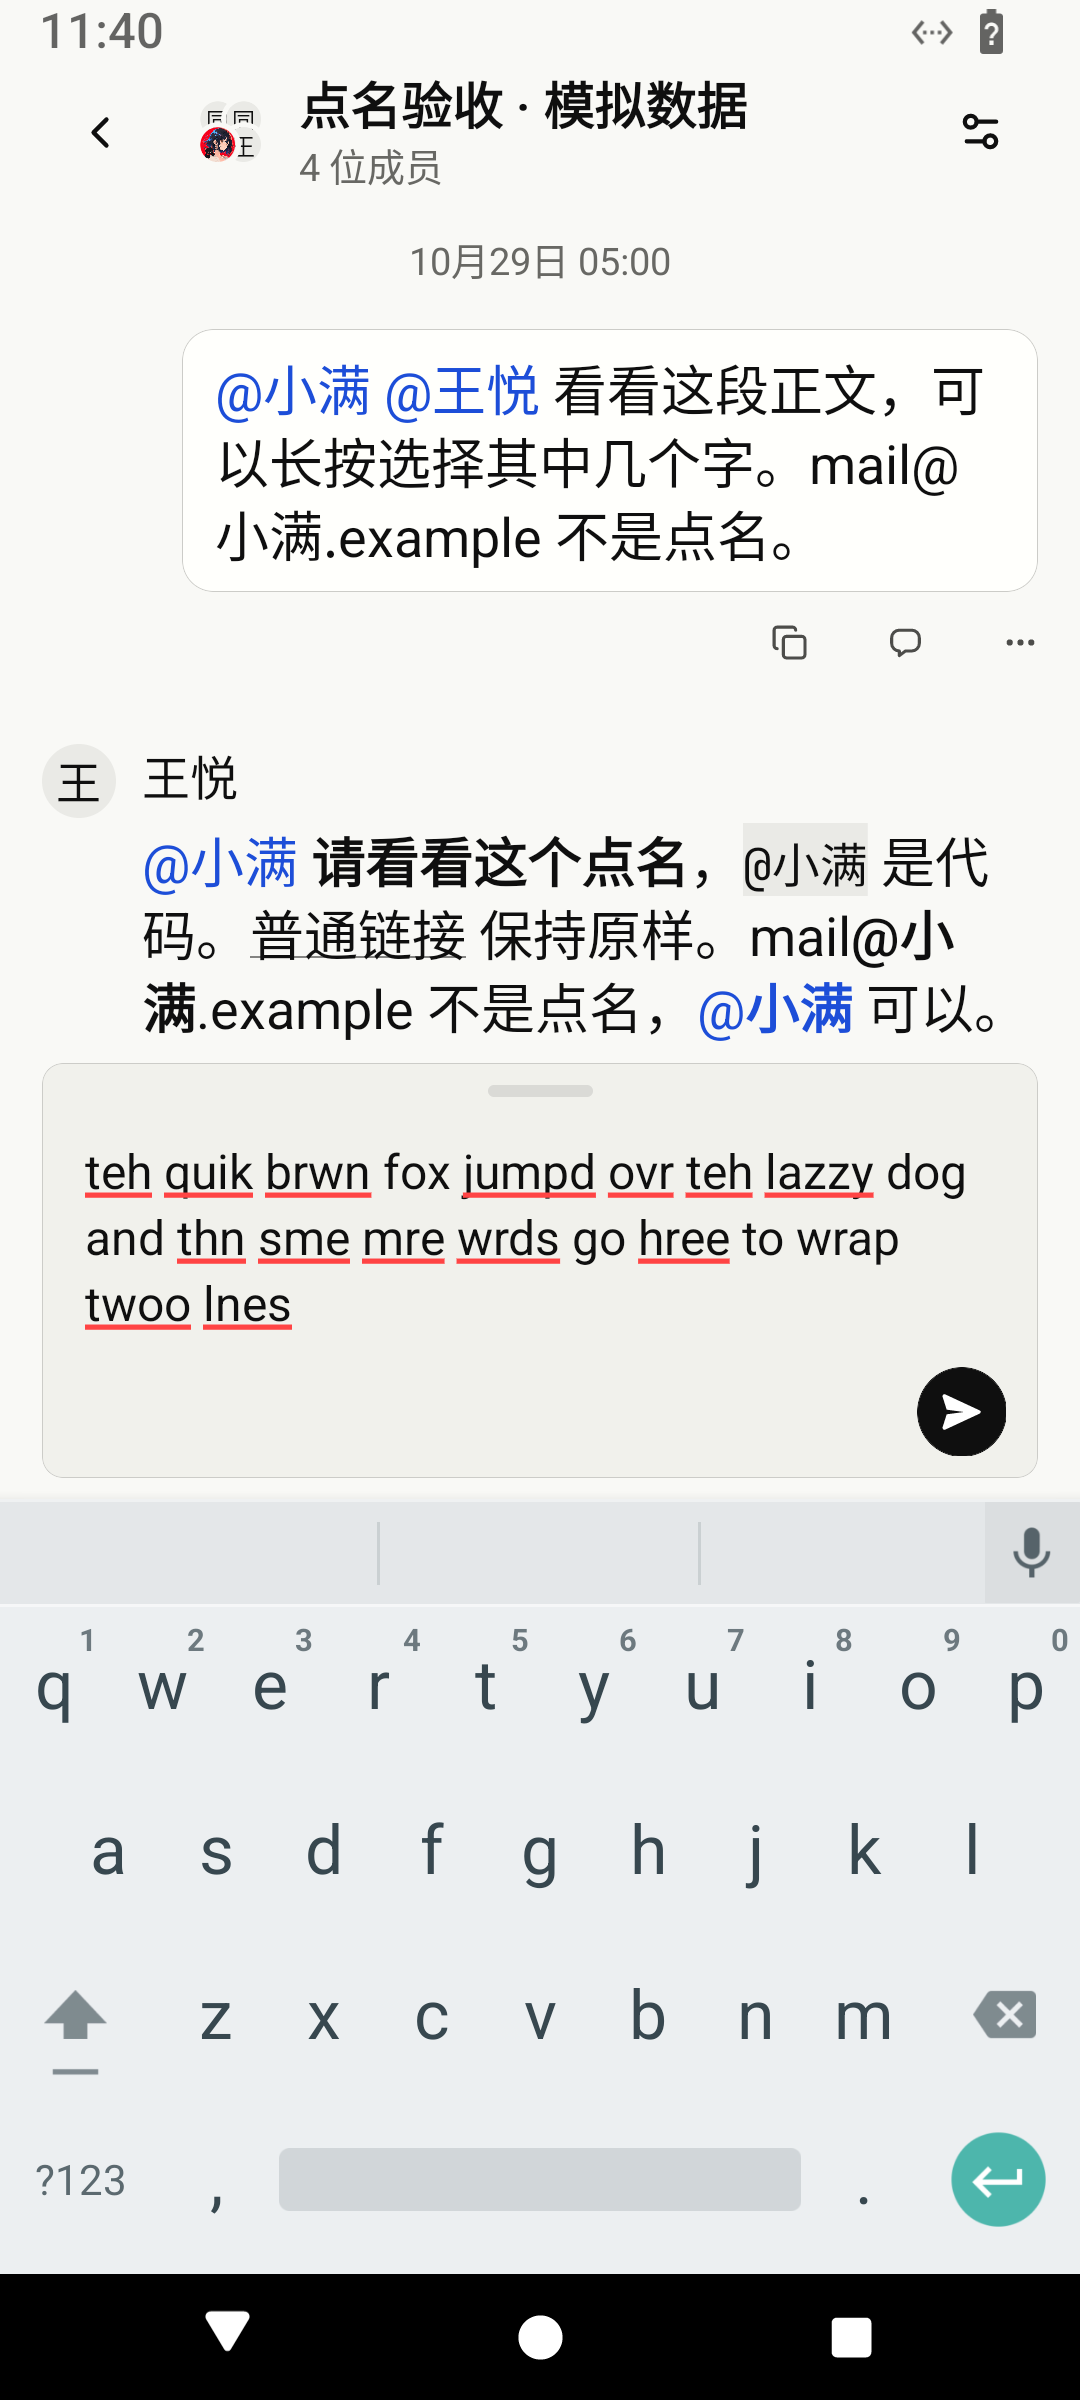 11:40
点名验收 · 模拟数据
4 位成员
10月29日 05:00
@小满 @王悦 看看这段正文，可
以长按选择其中几个字。mail@
小满.example 不是点名。
王 王悦
@小满 请看看这个点名，@小满 是代
码。普通链接 保持原样。mail@小
满.example 不是点名，@小满 可以。
teh quik brwn fox jumpd ovr teh lazzy dog
and thn sme mre wrds go hree to wrap
twoo lnes
1 2 3 4 5 6 7 8 9 0
q w e r t y u i o p
a s d f g h j k l
z x c v b n m
?123 , .